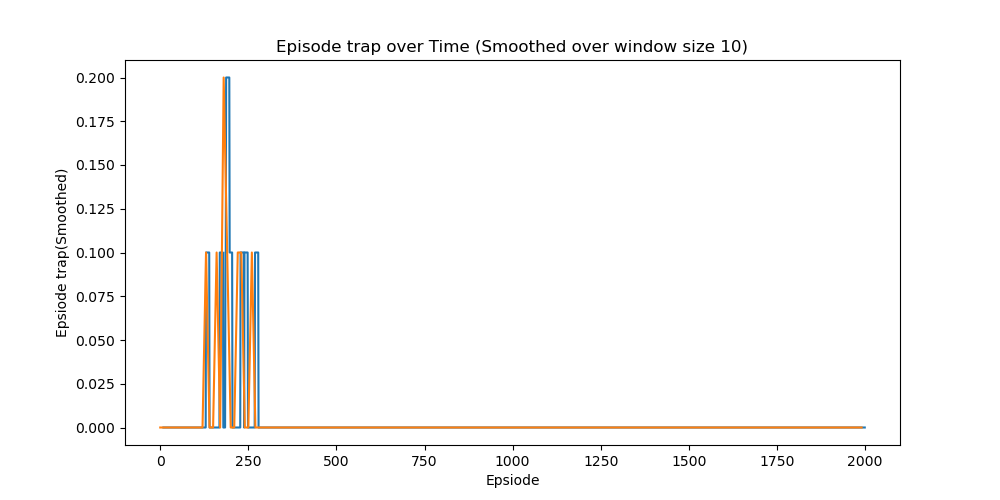 Episode trap over Time (Smoothed over window size 10)
0.200
0.175
0.150
0.125
0.100
0.075
0.050
0.025
0.000
Epsiode trap(Smoothed)
0 250 500 750 1000 1250 1500 1750 2000
Epsiode